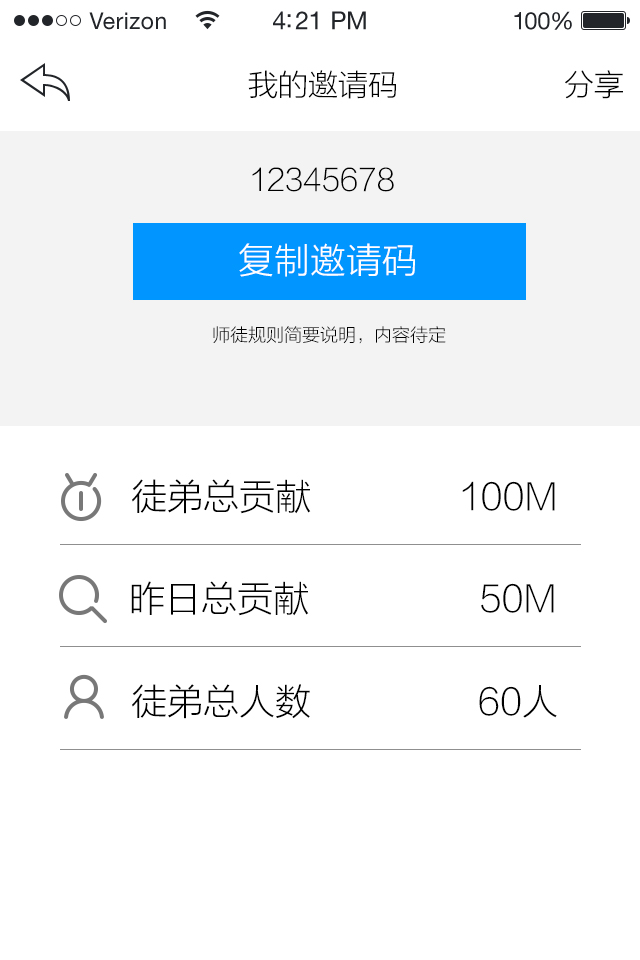 Verizon 4:21 PM 100%
我的邀请码 分享
12345678
复制邀请码
师徒规则简要说明，内容待定
徒弟总贡献 100M
昨日总贡献 50M
徒弟总人数 60人